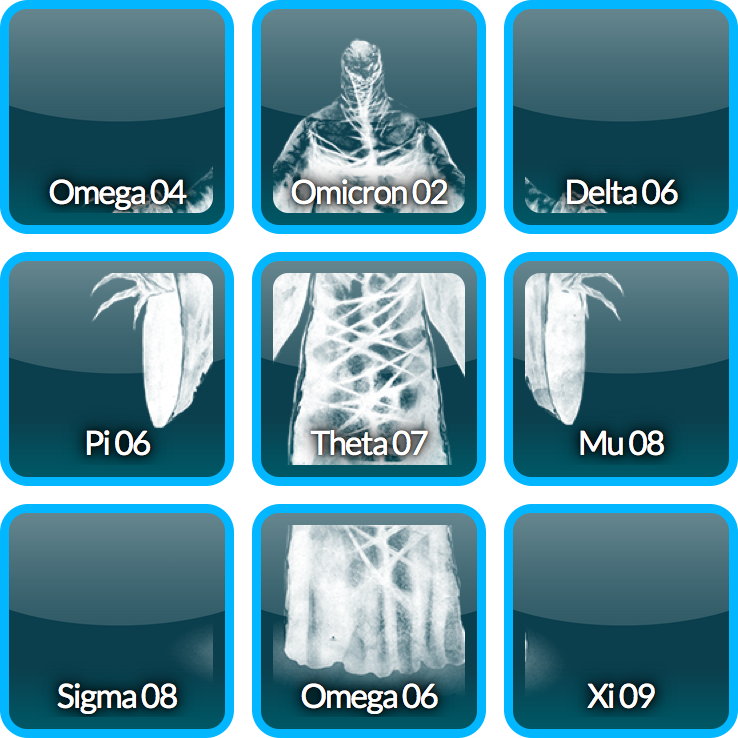 Omega 04
Omicron 02
Delta 06
Pi 06
Theta 07
Mu 08
Sigma 08
Omega 06
Xi 09